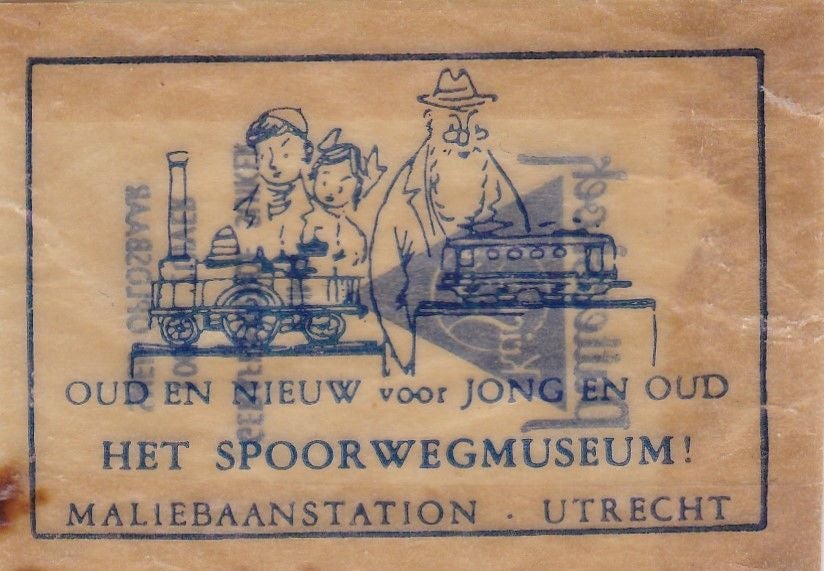 OUD EN NIEUW voor JONG EN OUD
HET SPOORWEGMUSEUM!
MALIEBAANSTATION · UTRECHT